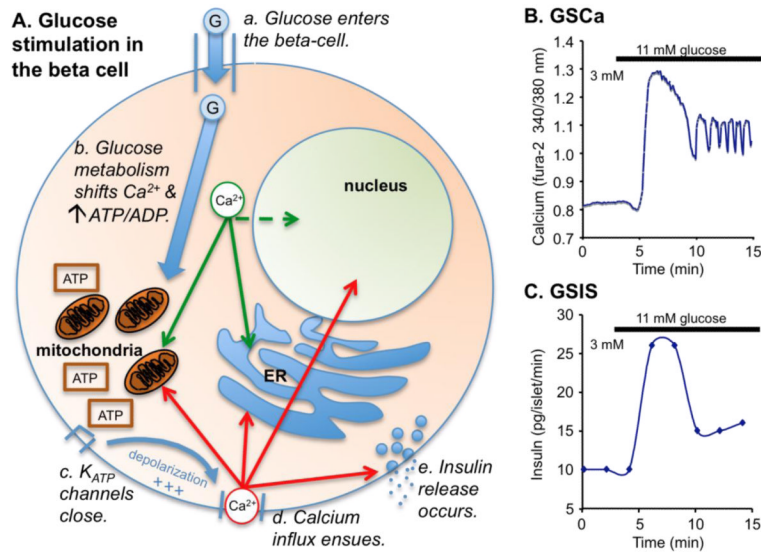 A. Glucose
stimulation in
the beta cell
G
a. Glucose enters
the beta-cell.
G
b. Glucose
metabolism
shifts Ca²⁺ &
↑ ATP/ADP.
nucleus
Ca²⁺
ATP
mitochondria
ER
ATP
ATP
depolarization
+++
c. K_ATP
channels
close.
Ca²⁺
d. Calcium
influx ensues.
e. Insulin
release
occurs.
B. GSCa
11 mM glucose
3 mM
Calcium (fura-2 340/380 nm)
1.4
1.3
1.2
1.1
1.0
0.9
0.8
0.7
0 5 10 15
Time (min)
C. GSIS
11 mM glucose
3 mM
Insulin (pg/islet/min)
30
25
20
15
10
5
0 5 10 15
Time (min)